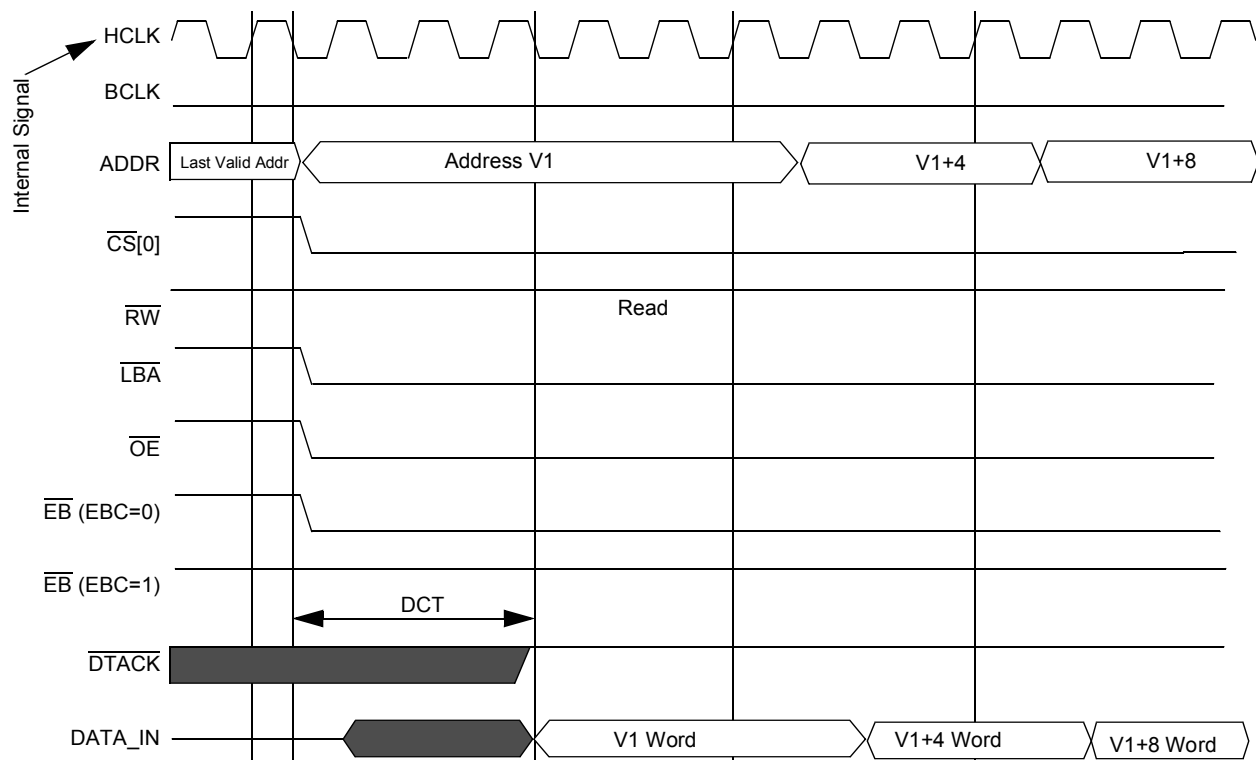 HCLK
Internal Signal
BCLK
ADDR Last Valid Addr Address V1 V1+4 V1+8
CS[0]
RW Read
LBA
OE
EB (EBC=0)
EB (EBC=1)
DCT
DTACK
DATA_IN V1 Word V1+4 Word V1+8 Word